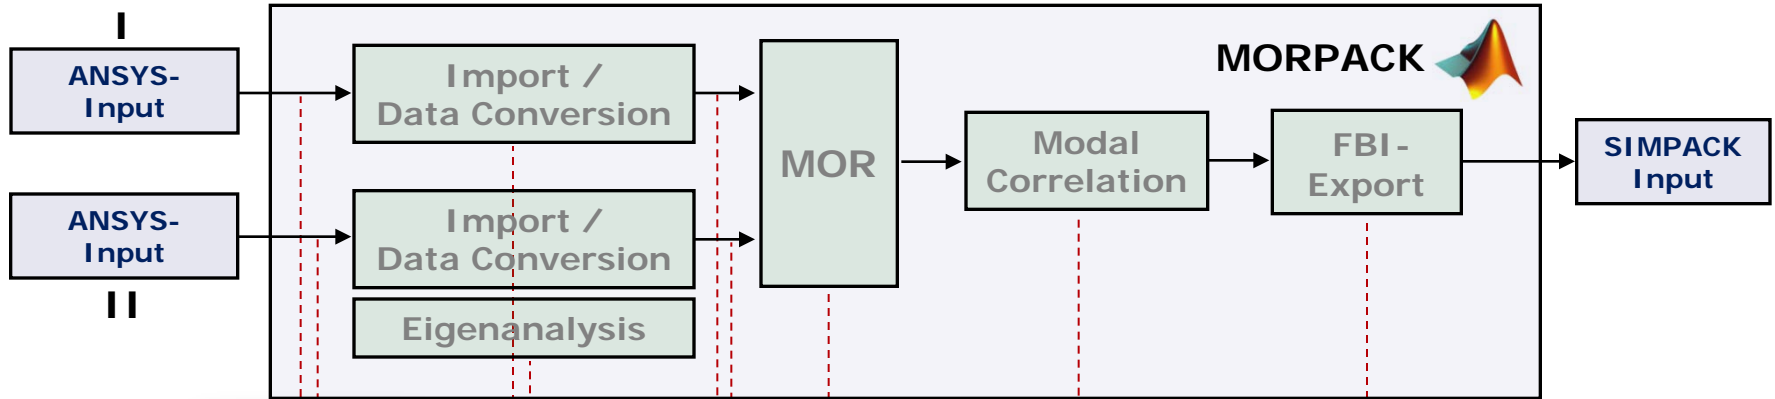 I
ANSYS-
Input
Import /
Data Conversion
MORPACK
ANSYS-
Input
II
Import /
Data Conversion
Eigenanalysis
MOR
Modal
Correlation
FBI-
Export
SIMPACK
Input